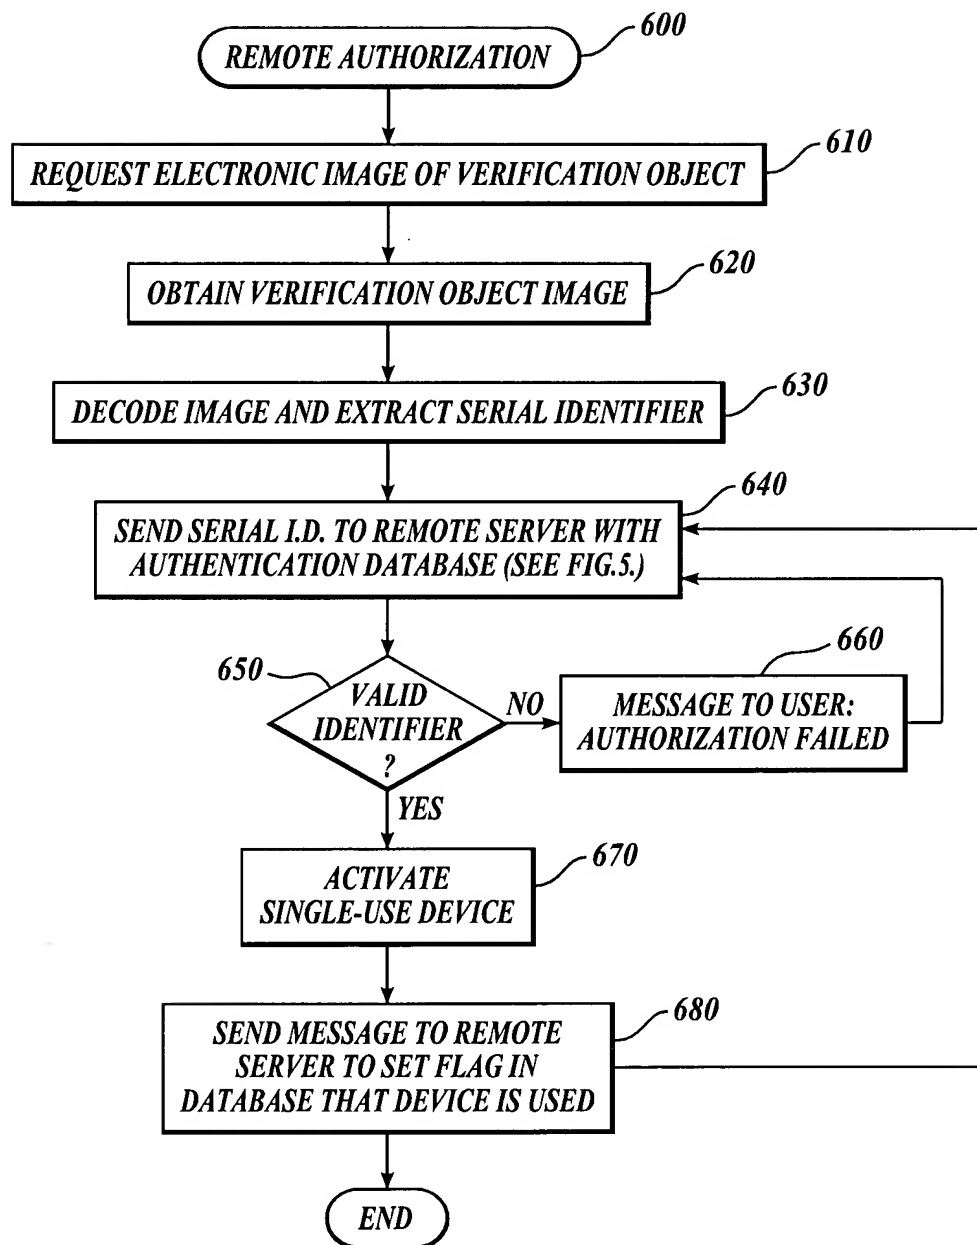 600
REMOTE AUTHORIZATION
610
REQUEST ELECTRONIC IMAGE OF VERIFICATION OBJECT
620
OBTAIN VERIFICATION OBJECT IMAGE
630
DECODE IMAGE AND EXTRACT SERIAL IDENTIFIER
640
SEND SERIAL I.D. TO REMOTE SERVER WITH
AUTHENTICATION DATABASE (SEE FIG.5.)
650
VALID
IDENTIFIER
?
NO
660
MESSAGE TO USER:
AUTHORIZATION FAILED
YES
670
ACTIVATE
SINGLE-USE DEVICE
680
SEND MESSAGE TO REMOTE
SERVER TO SET FLAG IN
DATABASE THAT DEVICE IS USED
END